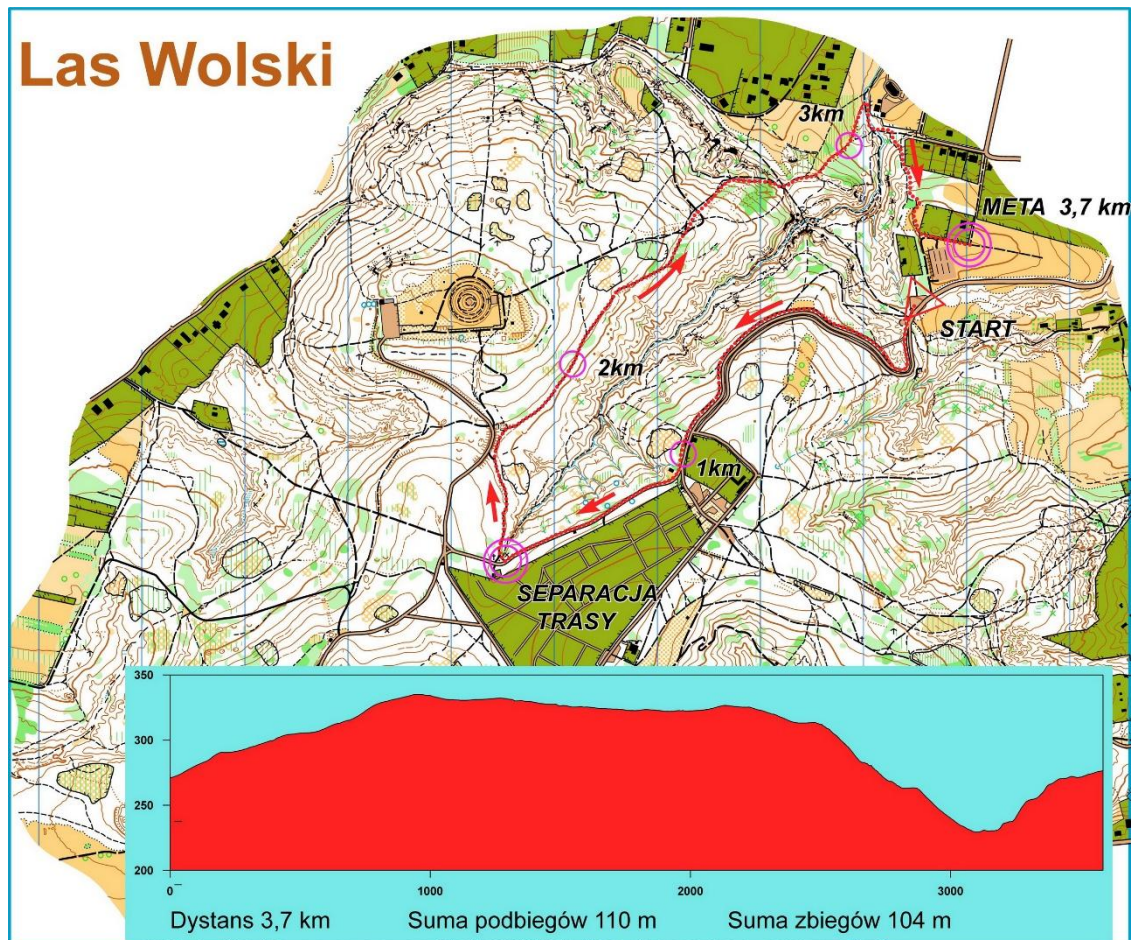 Las Wolski
3km
META 3,7 km
START
2km
1km
SEPARACJA
TRASY
350
300
250
200
0
1000
2000
3000
Dystans 3,7 km
Suma podbiegów 110 m
Suma zbiegów 104 m